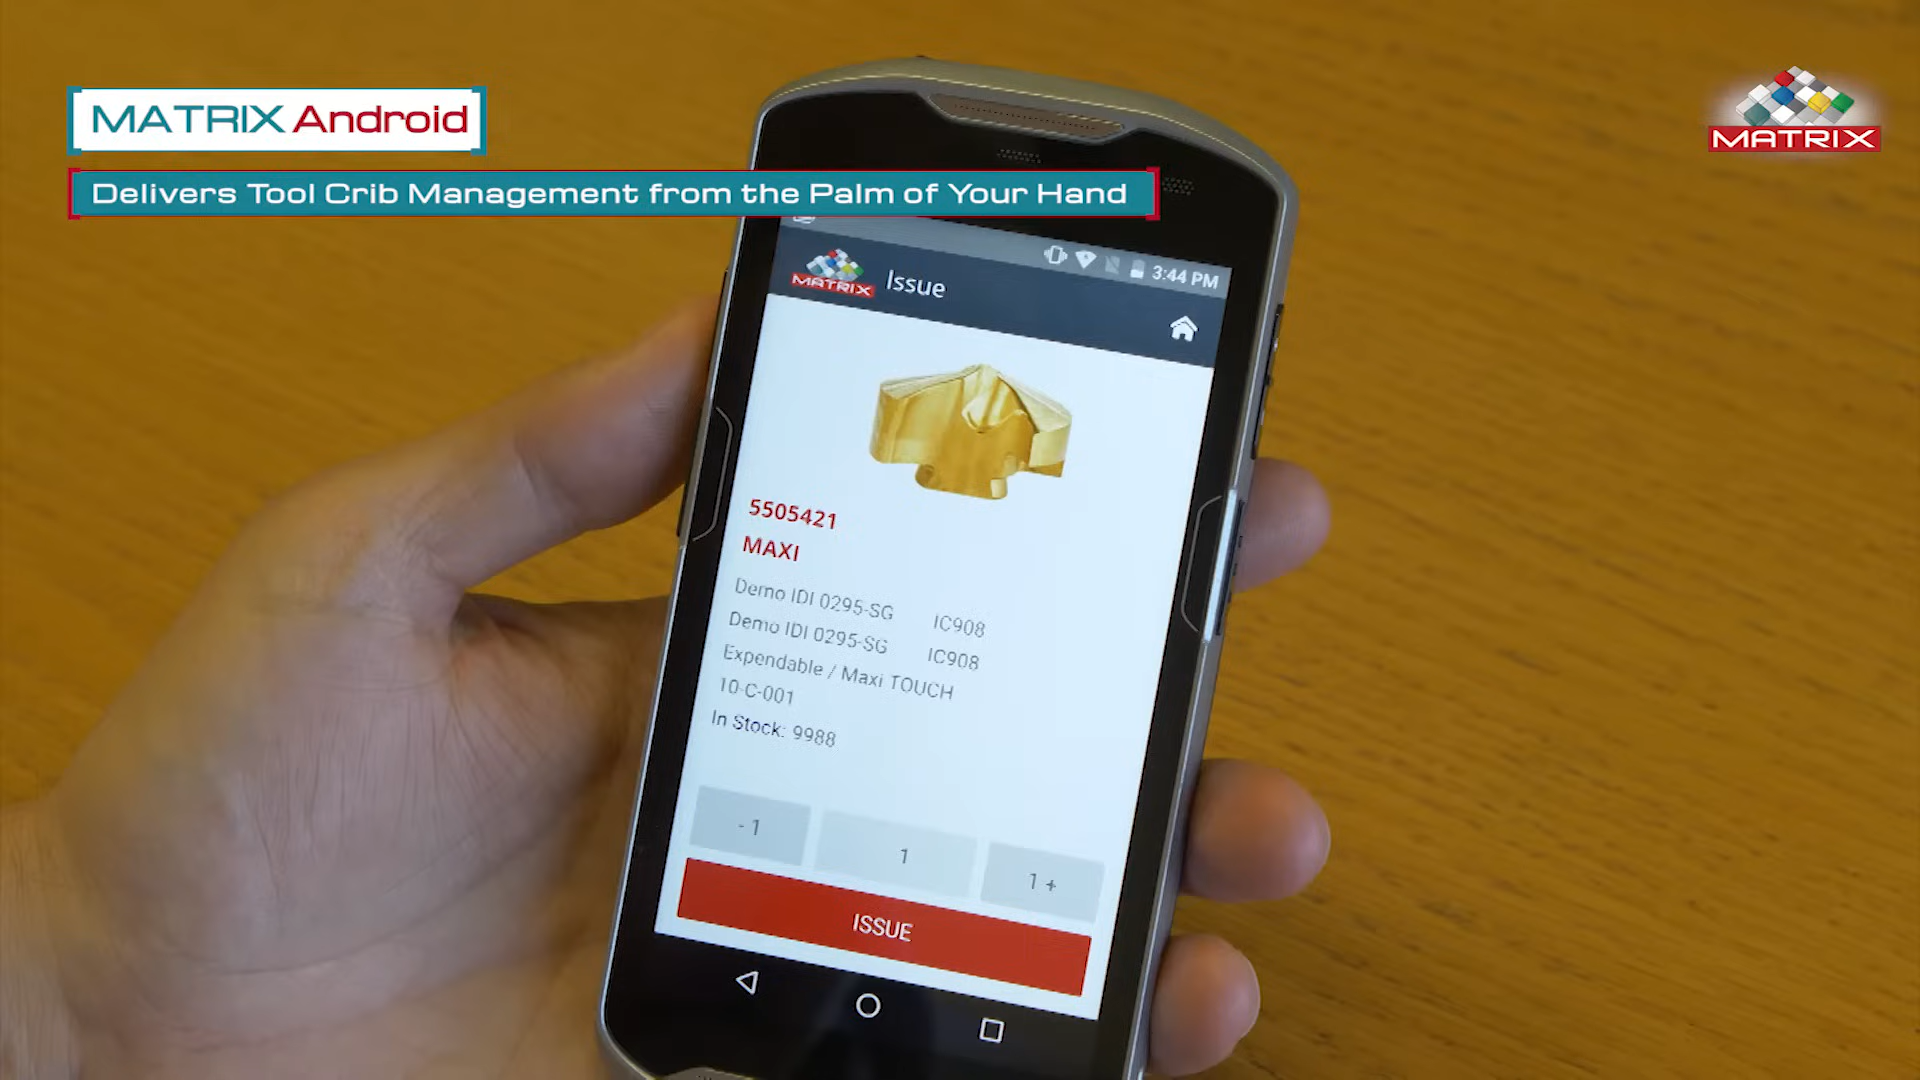 MATRIX Android
Delivers Tool Crib Management from the Palm of Your Hand
MATRIX
3:44 PM
MATRIX Issue
5505421
MAXI
Demo IDI 0295-SG IC908
Demo IDI 0295-SG IC908
Expendable / Maxi TOUCH
10-C-001
In Stock: 9988
- 1 1 1 +
ISSUE